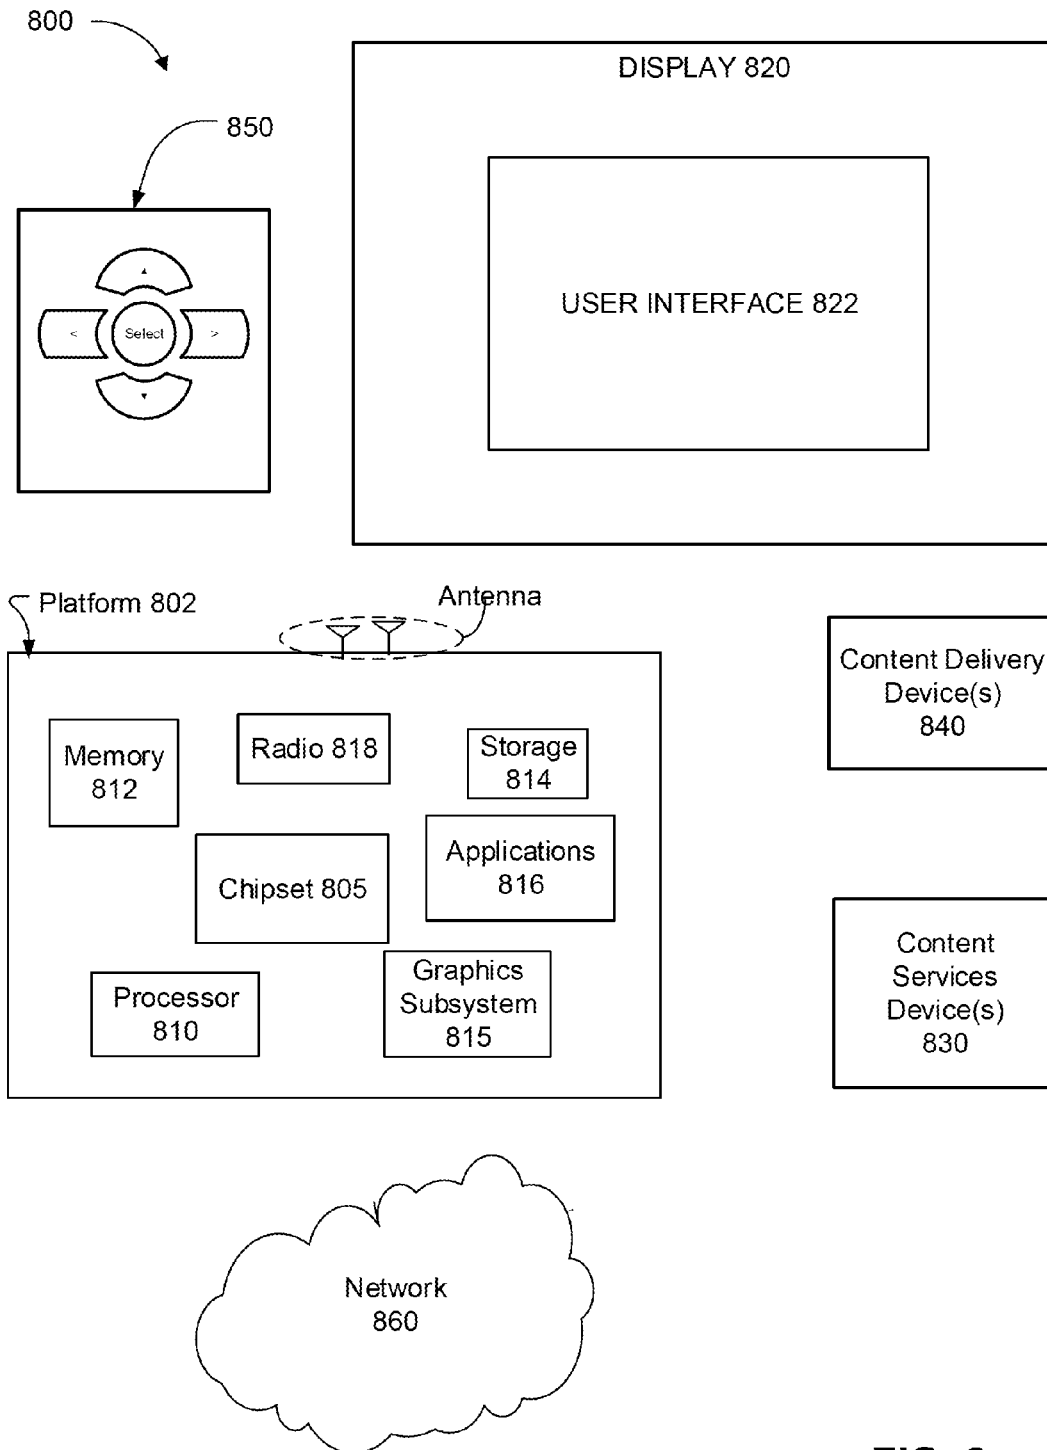 800
850
DISPLAY 820
USER INTERFACE 822
<
Select
>
Platform 802
Antenna
Memory
812
Radio 818
Storage
814
Chipset 805
Applications
816
Processor
810
Graphics
Subsystem
815
Content Delivery
Device(s)
840
Content
Services
Device(s)
830
Network
860